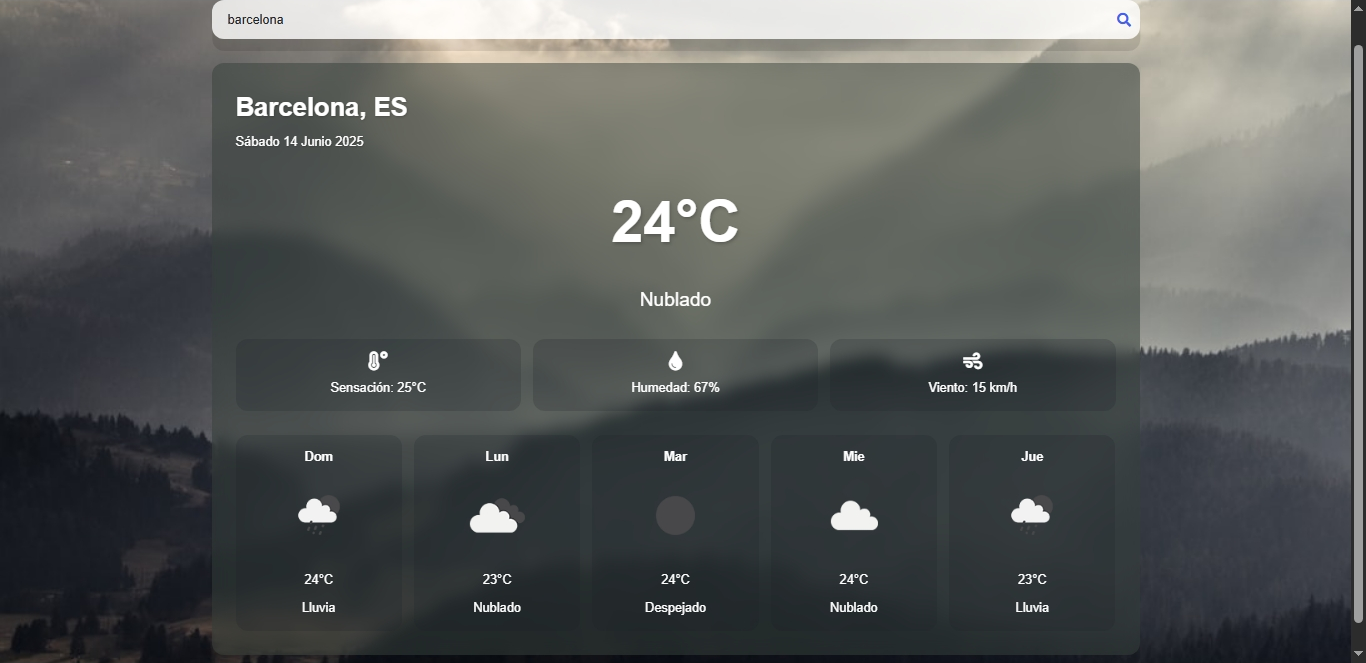 barcelona
Barcelona, ES
Sábado 14 Junio 2025
24°C
Nublado
Sensación: 25°C
Humedad: 67%
Viento: 15 km/h
Dom
Lun
Mar
Mie
Jue
24°C
23°C
24°C
24°C
23°C
Lluvia
Nublado
Despejado
Nublado
Lluvia